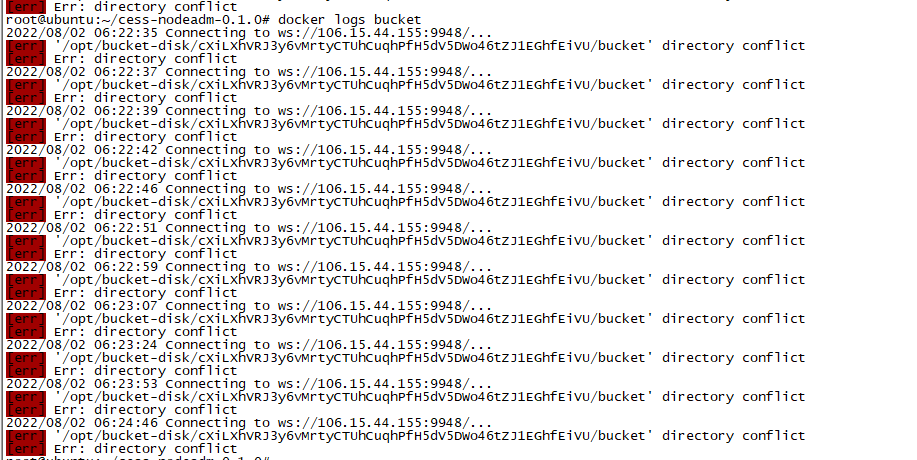 [err] Err: directory conflict
root@ubuntu:~/cess-nodeadm-0.1.0# docker logs bucket
2022/08/02 06:22:35 Connecting to ws://106.15.44.155:9948/...
[err] '/opt/bucket-disk/cXiLXhVRJ3y6vMrtyCTUhCuqhPfH5dV5DWo46tZJ1EGhfEiVU/bucket' directory conflict
[err] Err: directory conflict
2022/08/02 06:22:37 Connecting to ws://106.15.44.155:9948/...
[err] '/opt/bucket-disk/cXiLXhVRJ3y6vMrtyCTUhCuqhPfH5dV5DWo46tZJ1EGhfEiVU/bucket' directory conflict
[err] Err: directory conflict
2022/08/02 06:22:39 Connecting to ws://106.15.44.155:9948/...
[err] '/opt/bucket-disk/cXiLXhVRJ3y6vMrtyCTUhCuqhPfH5dV5DWo46tZJ1EGhfEiVU/bucket' directory conflict
[err] Err: directory conflict
2022/08/02 06:22:42 Connecting to ws://106.15.44.155:9948/...
[err] '/opt/bucket-disk/cXiLXhVRJ3y6vMrtyCTUhCuqhPfH5dV5DWo46tZJ1EGhfEiVU/bucket' directory conflict
[err] Err: directory conflict
2022/08/02 06:22:46 Connecting to ws://106.15.44.155:9948/...
[err] '/opt/bucket-disk/cXiLXhVRJ3y6vMrtyCTUhCuqhPfH5dV5DWo46tZJ1EGhfEiVU/bucket' directory conflict
[err] Err: directory conflict
2022/08/02 06:22:51 Connecting to ws://106.15.44.155:9948/...
[err] '/opt/bucket-disk/cXiLXhVRJ3y6vMrtyCTUhCuqhPfH5dV5DWo46tZJ1EGhfEiVU/bucket' directory conflict
[err] Err: directory conflict
2022/08/02 06:22:59 Connecting to ws://106.15.44.155:9948/...
[err] '/opt/bucket-disk/cXiLXhVRJ3y6vMrtyCTUhCuqhPfH5dV5DWo46tZJ1EGhfEiVU/bucket' directory conflict
[err] Err: directory conflict
2022/08/02 06:23:07 Connecting to ws://106.15.44.155:9948/...
[err] '/opt/bucket-disk/cXiLXhVRJ3y6vMrtyCTUhCuqhPfH5dV5DWo46tZJ1EGhfEiVU/bucket' directory conflict
[err] Err: directory conflict
2022/08/02 06:23:24 Connecting to ws://106.15.44.155:9948/...
[err] '/opt/bucket-disk/cXiLXhVRJ3y6vMrtyCTUhCuqhPfH5dV5DWo46tZJ1EGhfEiVU/bucket' directory conflict
[err] Err: directory conflict
2022/08/02 06:23:53 Connecting to ws://106.15.44.155:9948/...
[err] '/opt/bucket-disk/cXiLXhVRJ3y6vMrtyCTUhCuqhPfH5dV5DWo46tZJ1EGhfEiVU/bucket' directory conflict
[err] Err: directory conflict
2022/08/02 06:24:46 Connecting to ws://106.15.44.155:9948/...
[err] '/opt/bucket-disk/cXiLXhVRJ3y6vMrtyCTUhCuqhPfH5dV5DWo46tZJ1EGhfEiVU/bucket' directory conflict
[err] Err: directory conflict
root@ubuntu:~/cess-nodeadm-0.1.0#